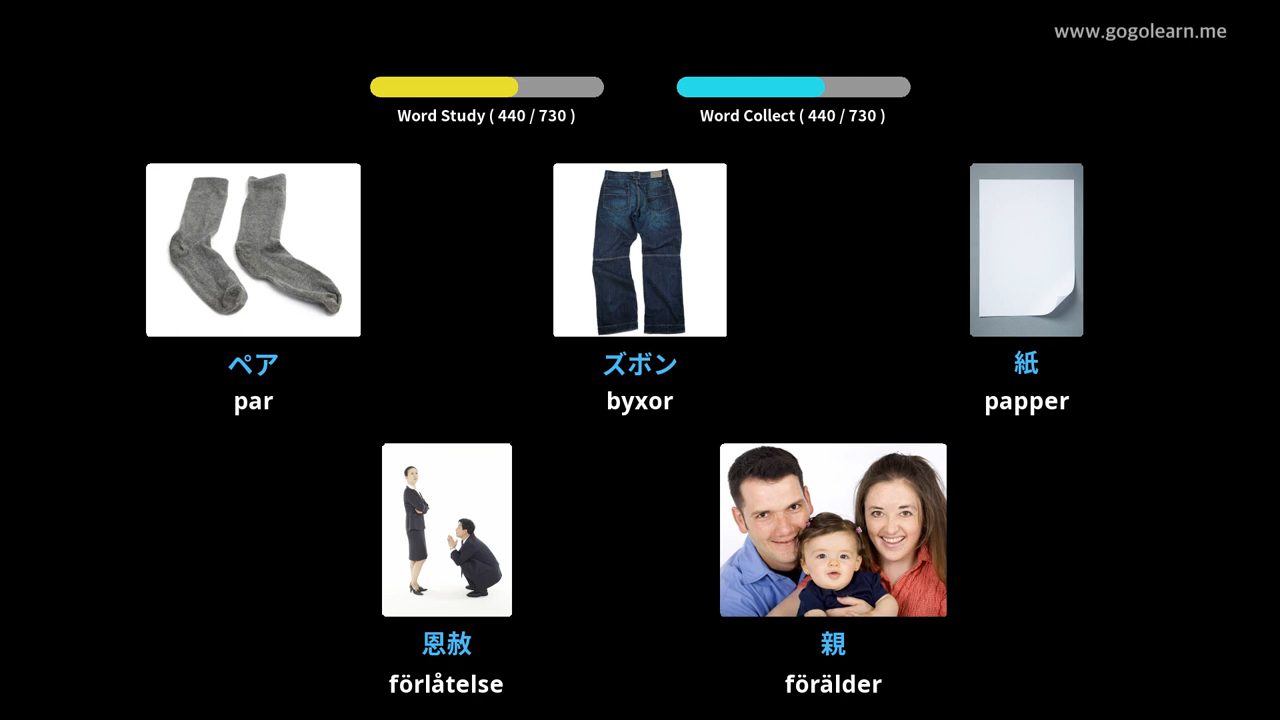 www.gogolearn.me
Word Study ( 440 / 730 )
Word Collect ( 440 / 730 )
ペア
par
ズボン
byxor
紙
papper
恩赦
förlåtelse
親
förälder